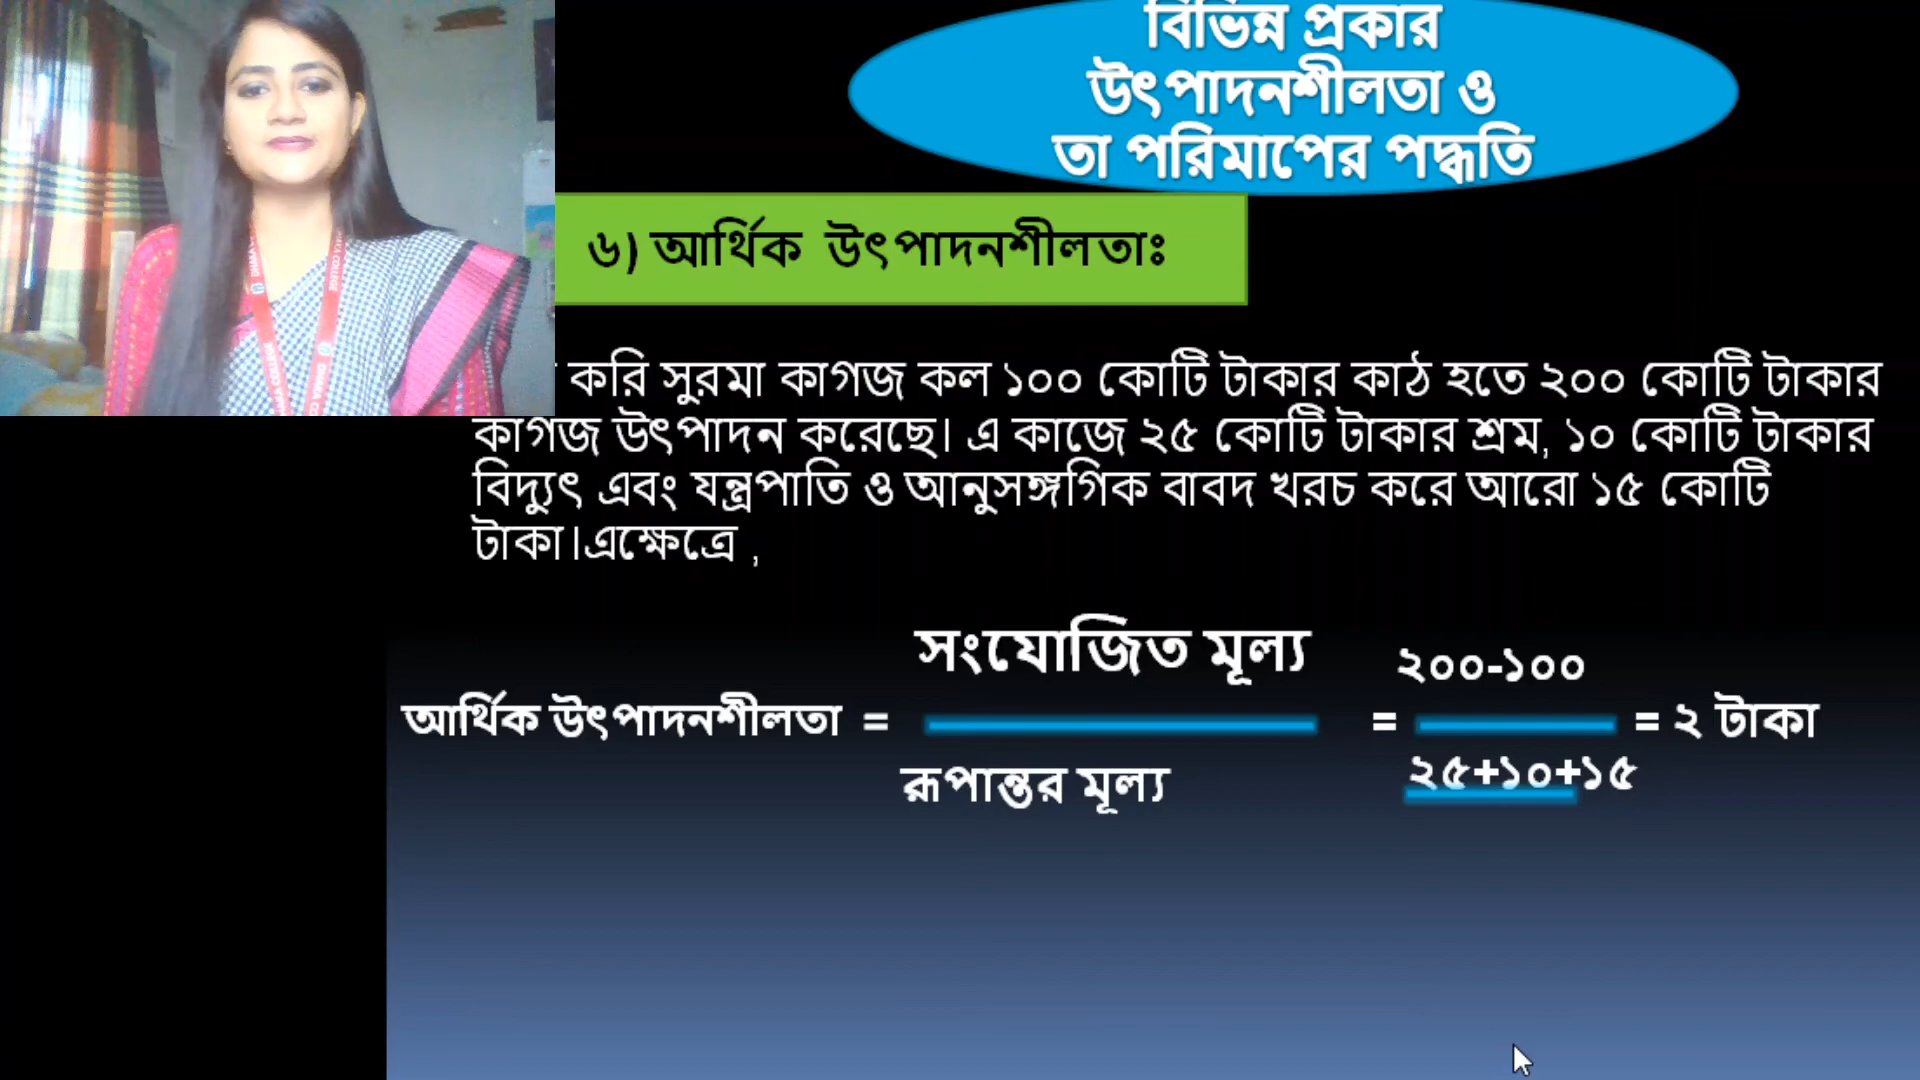 বিভিন্ন প্রকার
উৎপাদনশীলতা ও
তা পরিমাপের পদ্ধতি
৬) আর্থিক উৎপাদনশীলতাঃ
করি সুরমা কাগজ কল ১০০ কোটি টাকার কাঠ হতে ২০০ কোটি টাকার
কাগজ উৎপাদন করেছে। এ কাজে ২৫ কোটি টাকার শ্রম, ১০ কোটি টাকার
বিদ্যুৎ এবং যন্ত্রপাতি ও আনুসঙ্গগিক বাবদ খরচ করে আরো ১৫ কোটি
টাকা।এক্ষেত্রে ,
সংযোজিত মূল্য ২০০-১০০
আর্থিক উৎপাদনশীলতা = = = ২ টাকা
রূপান্তর মূল্য ২৫+১০+১৫